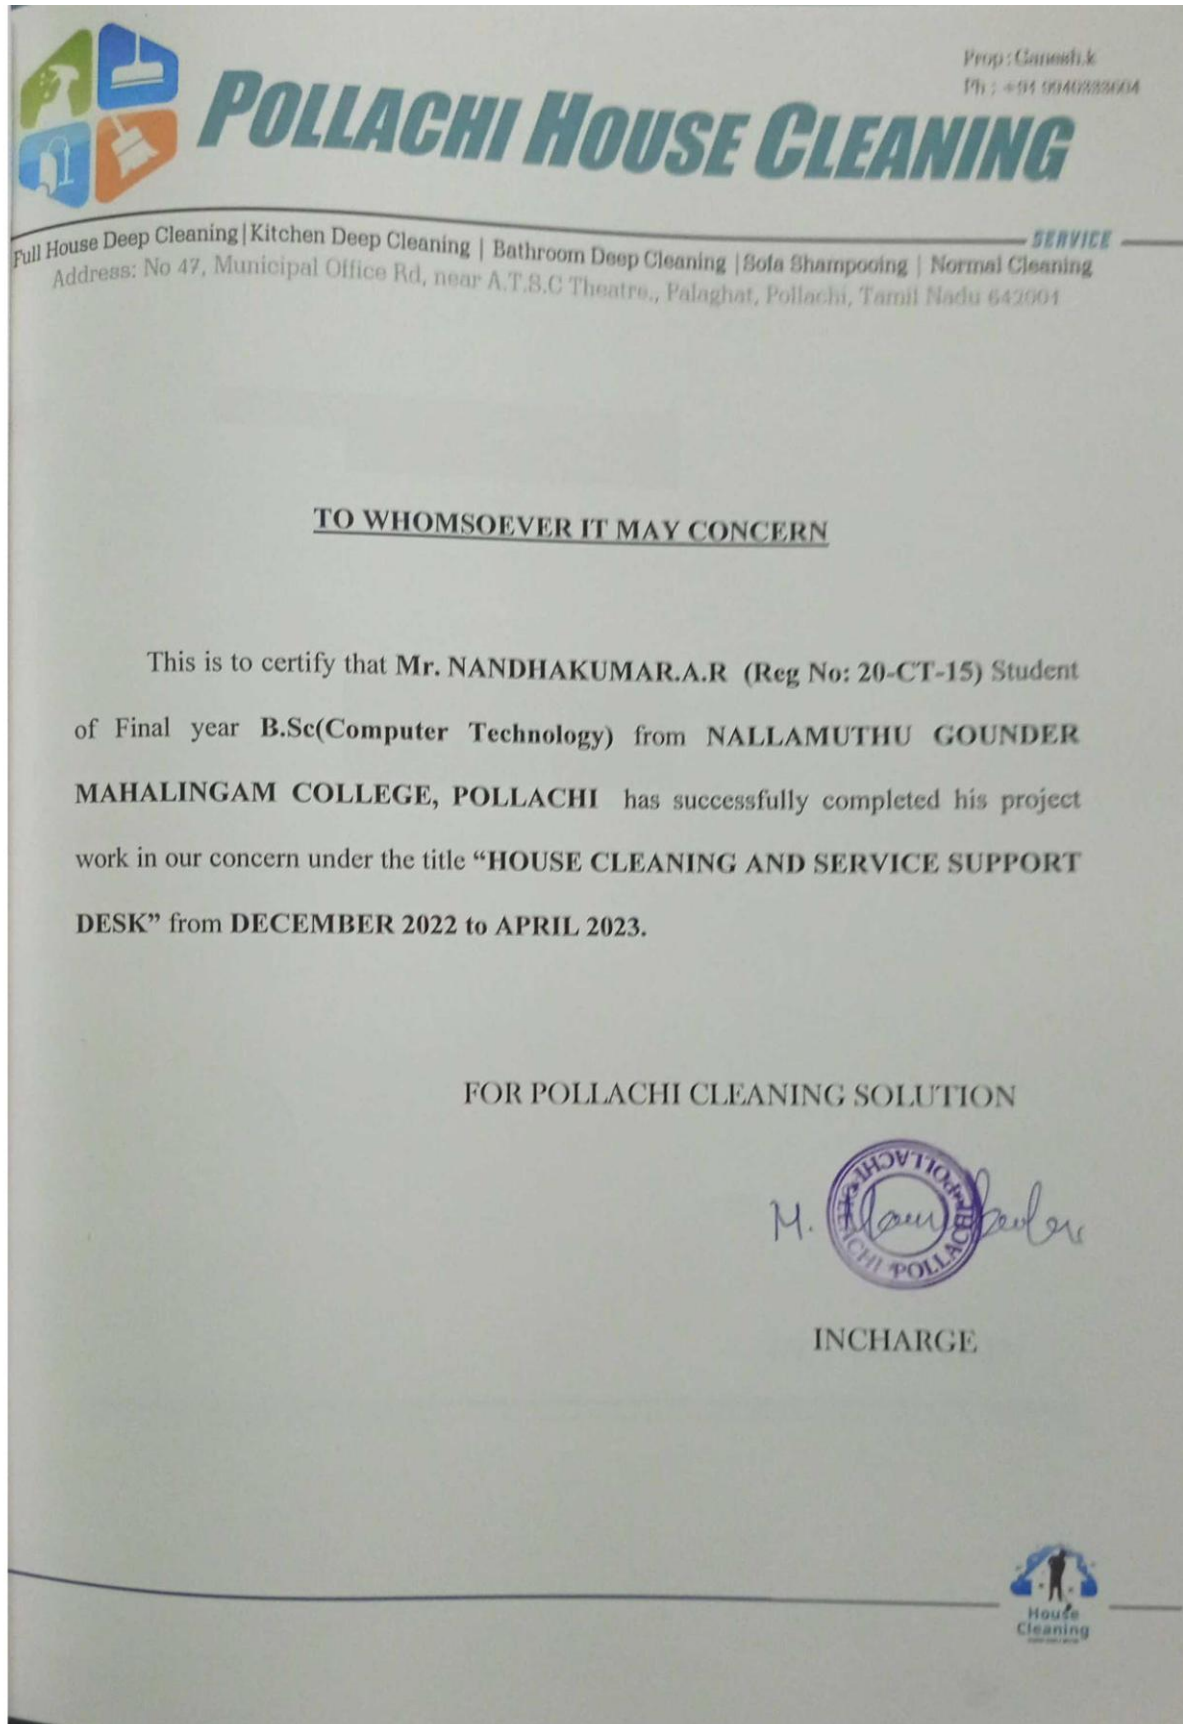 Prop : Ganesh.k
Ph : +91
POLLACHI HOUSE CLEANING
SERVICE
Full House Deep Cleaning | Kitchen Deep Cleaning | Bathroom Deep Cleaning | Sofa Shampooing | Normal Cleaning
Address: No 47, Municipal Office Rd, near A.T.S.C Theatre., Palaghat, Pollachi, Tamil Nadu 642001
TO WHOMSOEVER IT MAY CONCERN
This is to certify that Mr. NANDHAKUMAR.A.R (Reg No: 20-CT-15) Student
of Final year B.Sc(Computer Technology) from NALLAMUTHU GOUNDER
MAHALINGAM COLLEGE, POLLACHI has successfully completed his project
work in our concern under the title “HOUSE CLEANING AND SERVICE SUPPORT
DESK” from DECEMBER 2022 to APRIL 2023.
FOR POLLACHI CLEANING SOLUTION
M.
POLLACHI
INCHARGE
House
Cleaning